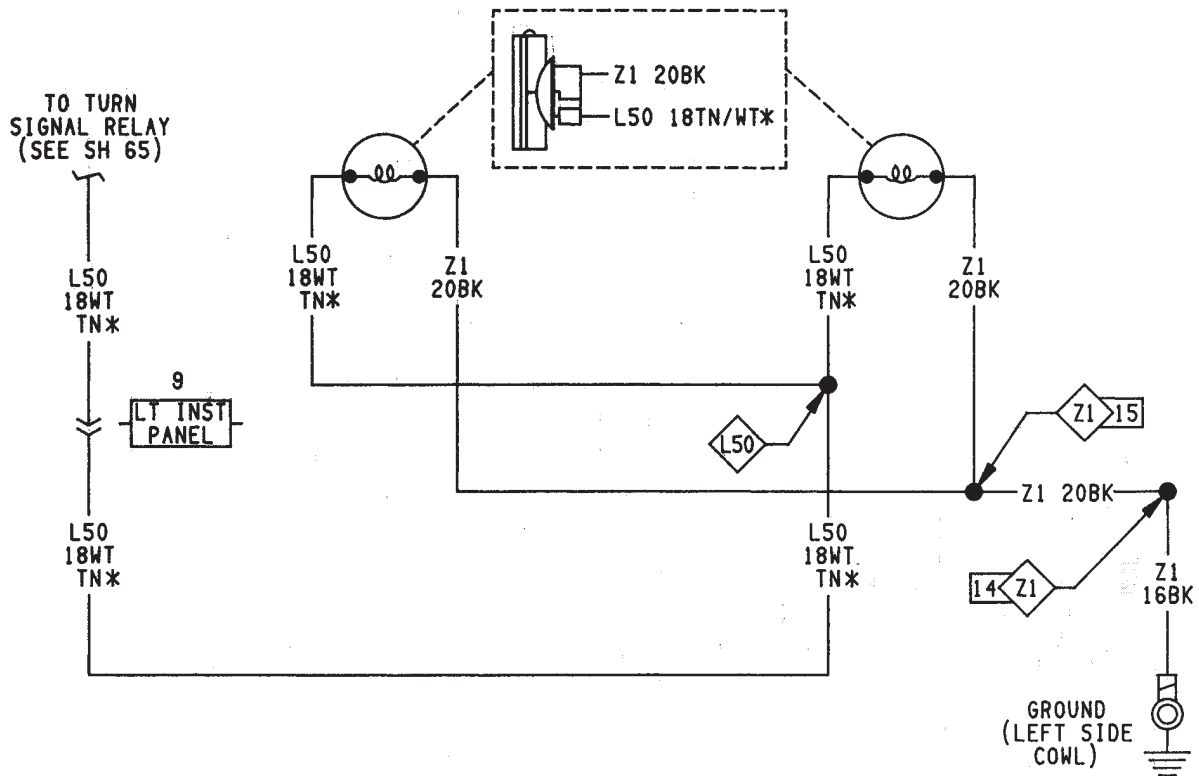 Z1 20BK
L50 18TN/WT*
TO TURN
SIGNAL RELAY
(SEE SH 65)
L50
18WT
TN*
L50
18WT
TN*
Z1
20BK
L50
18WT
TN*
Z1
20BK
9
LT INST
PANEL
L50
Z1 15
Z1 20BK
L50
18WT
TN*
L50
18WT
TN*
14 Z1
Z1
16BK
GROUND
(LEFT SIDE
COWL)